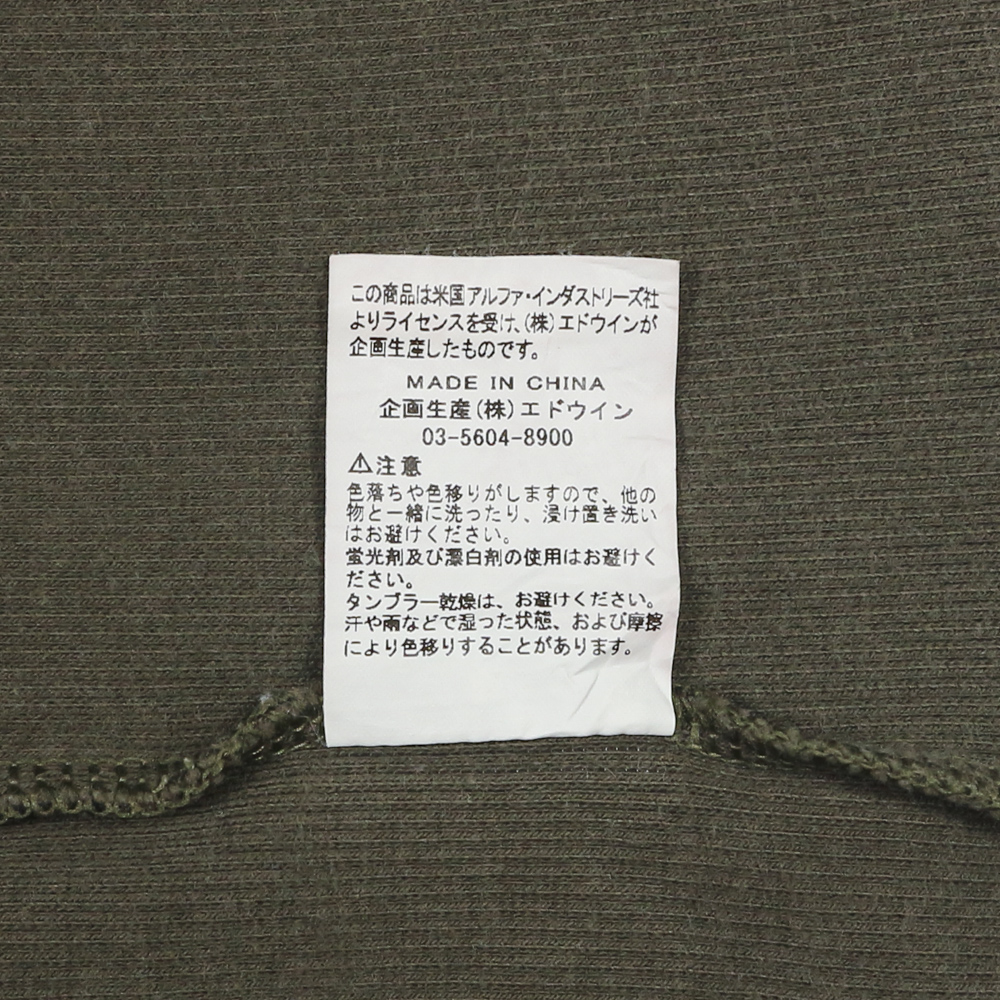 この商品は米国アルファ・インダストリーズ社
よりライセンスを受け、(株)エドウインが
企画生産したものです。
MADE IN CHINA
企画生産(株)エドウイン
03-5604-8900
⚠注意
色落ちや色移りがしますので、他の
物と一緒に洗ったり、浸け置き洗い
はお避けください。
蛍光剤及び漂白剤の使用はお避けく
ださい。
タンブラー乾燥は、お避けください。
汗や雨などで湿った状態、および摩擦
により色移りすることがあります。